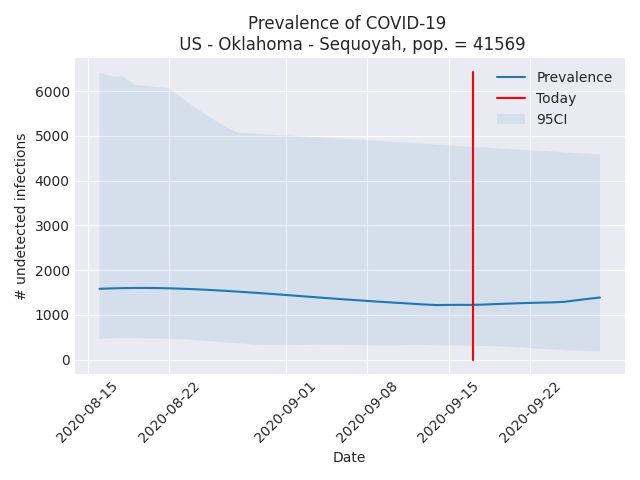 Prevalence of COVID-19
US - Oklahoma - Sequoyah, pop. = 41569
# undetected infections
6000
5000
4000
3000
2000
1000
0
Prevalence
Today
95CI
2020-08-15
2020-08-22
2020-09-01
2020-09-08
2020-09-15
2020-09-22
Date